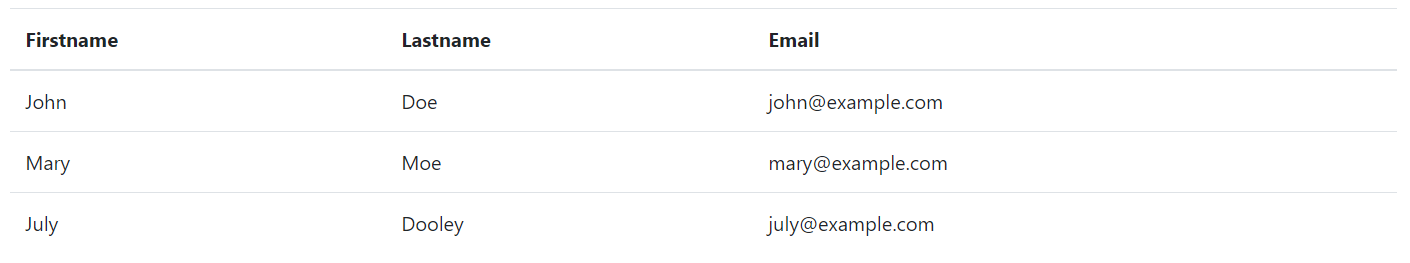 Firstname Lastname Email
John Doe john@example.com
Mary Moe mary@example.com
July Dooley july@example.com